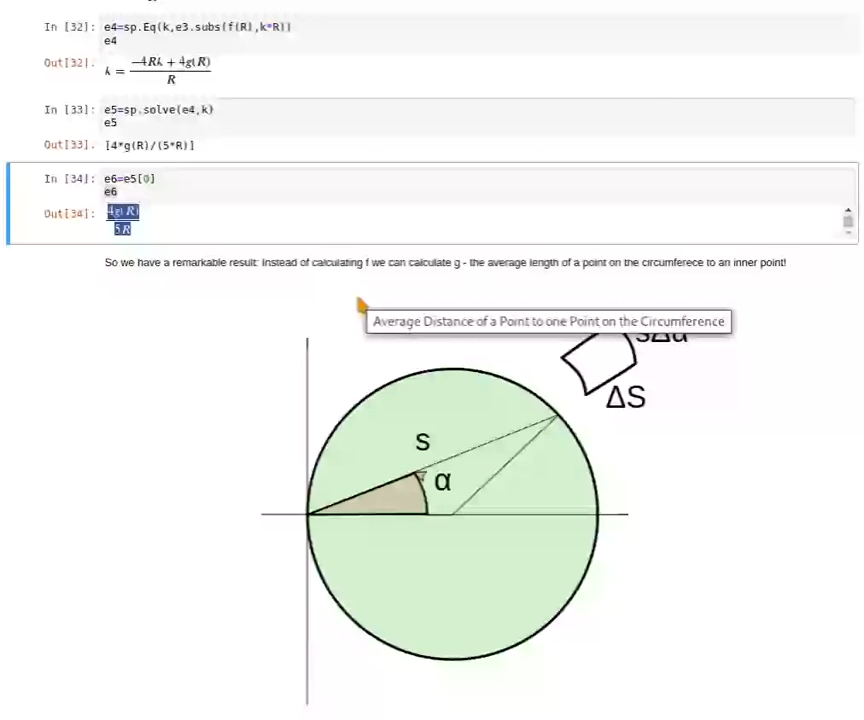 In [32]: e4=sp.Eq(k,e3.subs(f(R),k*R))
e4
Out[32]: k = −4Rk + 4g(R)
R
In [33]: e5=sp.solve(e4,k)
e5
Out[33]: [4*g(R)/(5*R)]
In [34]: e6=e5[0]
e6
Out[34]: 4g(R)
5R
So we have a remarkable result: Instead of calculating f we can calculate g - the average length of a point on the circumferece to an inner point!
Average Distance of a Point to one Point on the Circumference
sΔα
ΔS
s
α